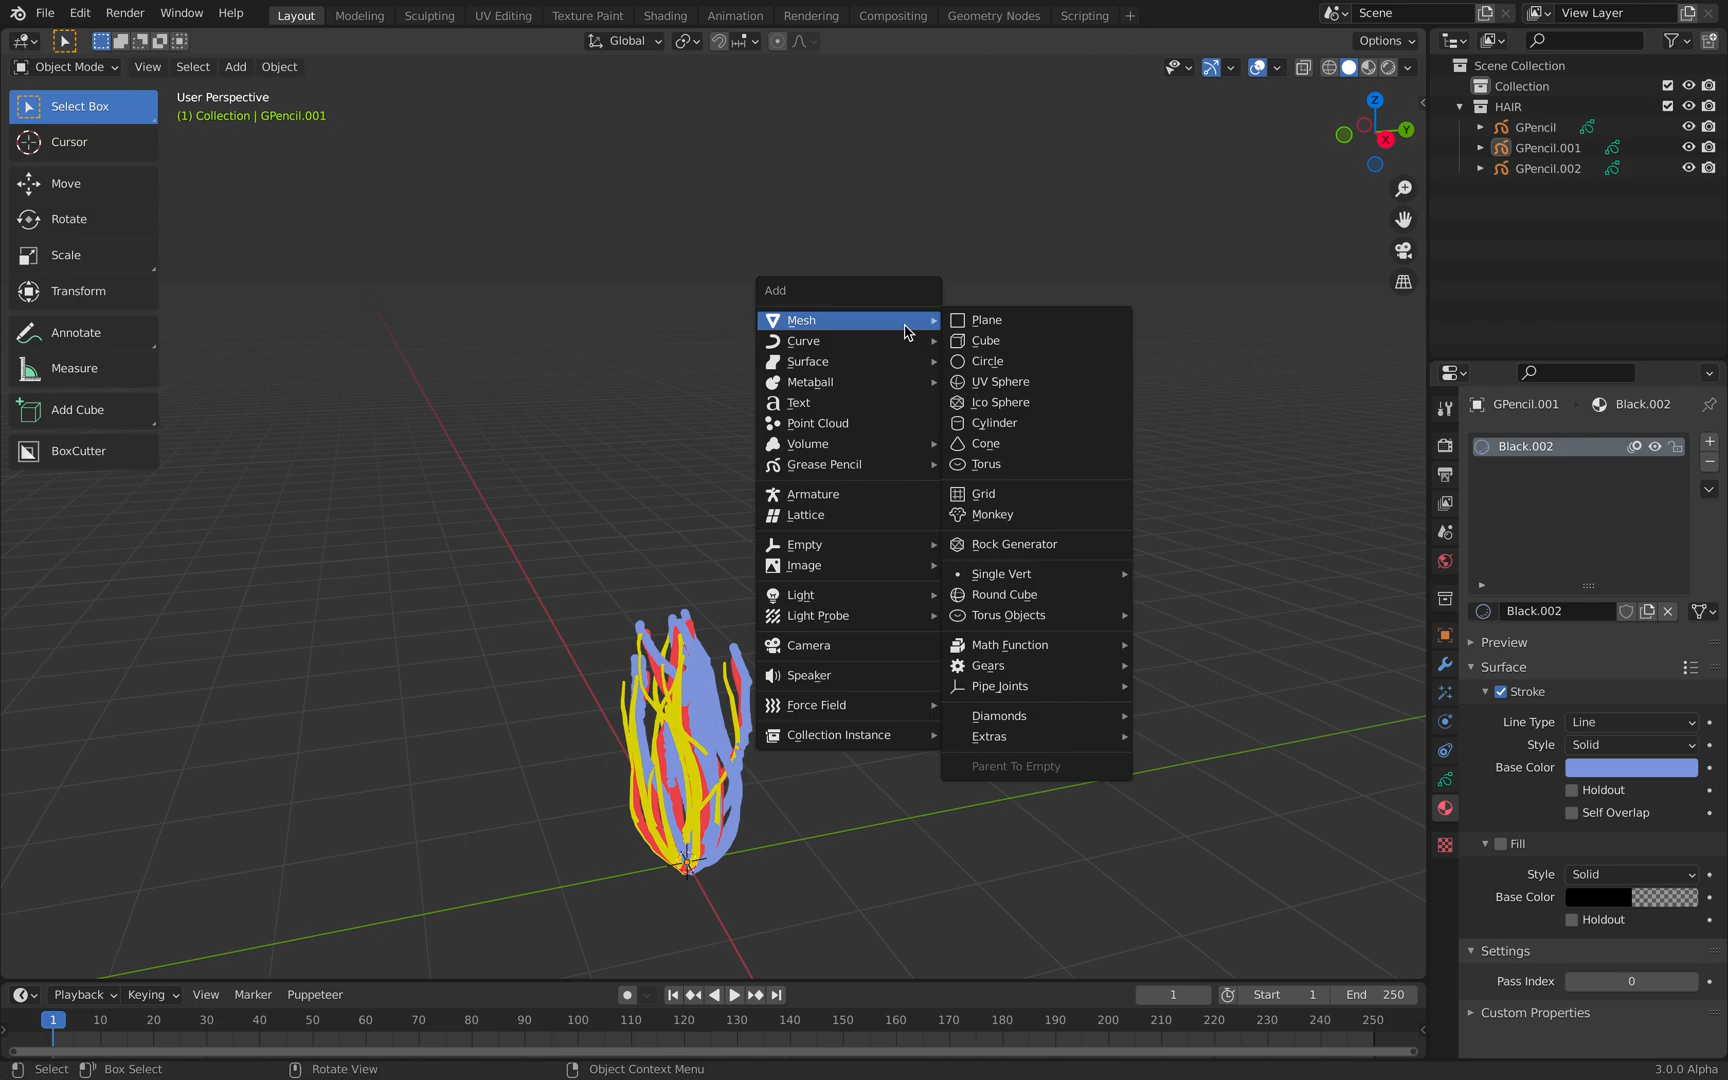 File Edit Render Window Help Layout Modeling Sculpting UV Editing Texture Paint Shading Animation Rendering Compositing Geometry Nodes Scripting + Scene View Layer
Global Options
Object Mode View Select Add Object
Select Box
Cursor
Move
Rotate
Scale
Transform
Annotate
Measure
Add Cube
BoxCutter
User Perspective
(1) Collection | GPencil.001
Z
Y
X
Add
Mesh
Curve
Surface
Metaball
Text
Point Cloud
Volume
Grease Pencil
Armature
Lattice
Empty
Image
Light
Light Probe
Camera
Speaker
Force Field
Collection Instance
Plane
Cube
Circle
UV Sphere
Ico Sphere
Cylinder
Cone
Torus
Grid
Monkey
Rock Generator
Single Vert
Round Cube
Torus Objects
Math Function
Gears
Pipe Joints
Diamonds
Extras
Parent To Empty
Scene Collection
Collection
HAIR
GPencil
GPencil.001
GPencil.002
GPencil.001 Black.002
Black.002
Black.002
Preview
Surface
Stroke
Line Type Line
Style Solid
Base Color
Holdout
Self Overlap
Fill
Style Solid
Base Color
Holdout
Settings
Pass Index 0
Custom Properties
Playback Keying View Marker Puppeteer 1 Start 1 End 250
1 10 20 30 40 50 60 70 80 90 100 110 120 130 140 150 160 170 180 190 200 210 220 230 240 250
Select Box Select Rotate View Object Context Menu 3.0.0 Alpha